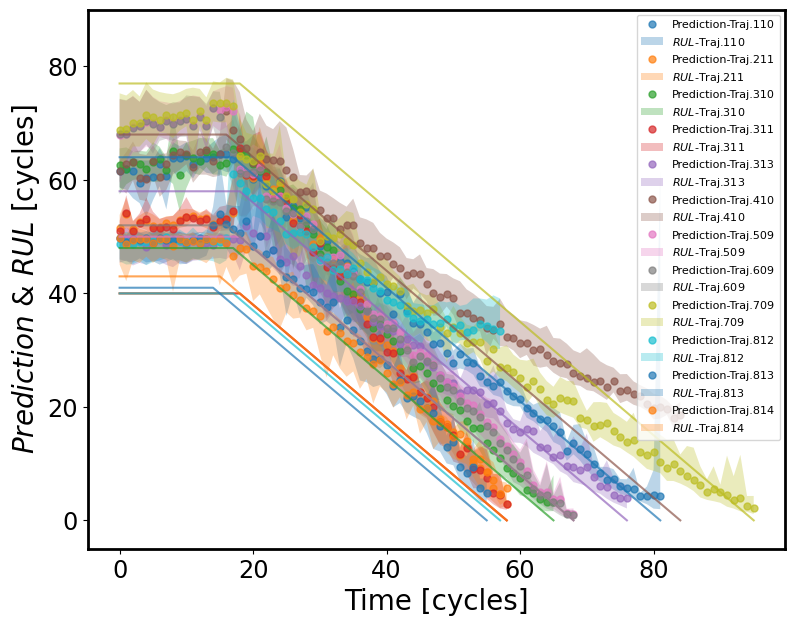 Prediction & RUL [cycles]
80
60
40
20
0
0 20 40 60 80
Time [cycles]
Prediction-Traj.110
RUL-Traj.110
Prediction-Traj.211
RUL-Traj.211
Prediction-Traj.310
RUL-Traj.310
Prediction-Traj.311
RUL-Traj.311
Prediction-Traj.313
RUL-Traj.313
Prediction-Traj.410
RUL-Traj.410
Prediction-Traj.509
RUL-Traj.509
Prediction-Traj.609
RUL-Traj.609
Prediction-Traj.709
RUL-Traj.709
Prediction-Traj.812
RUL-Traj.812
Prediction-Traj.813
RUL-Traj.813
Prediction-Traj.814
RUL-Traj.814